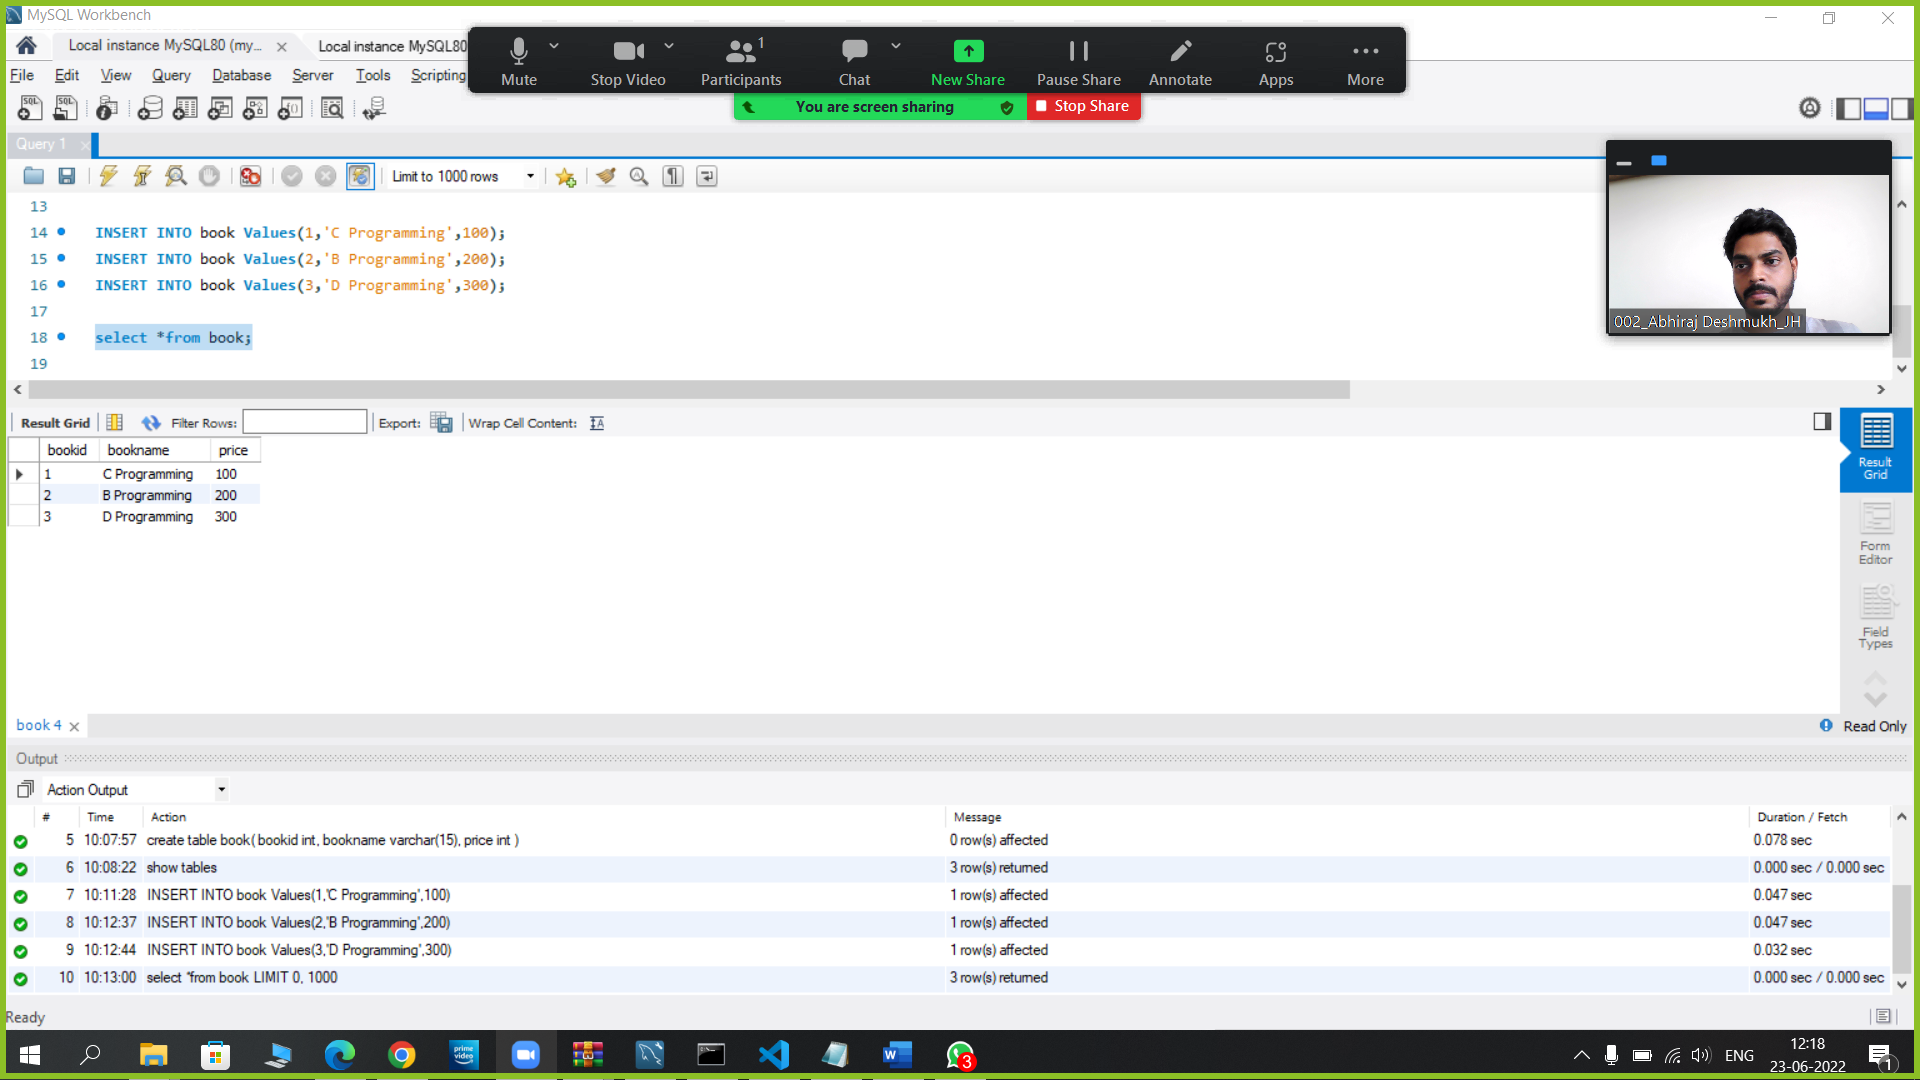 MySQL Workbench
Local instance MySQL80 (my... Local instance MySQL80
File Edit View Query Database Server Tools Scripting
Mute Stop Video Participants 1 Chat New Share Pause Share Annotate Apps More
You are screen sharing Stop Share
Query 1
Limit to 1000 rows
13
14 INSERT INTO book Values(1,'C Programming',100);
15 INSERT INTO book Values(2,'B Programming',200);
16 INSERT INTO book Values(3,'D Programming',300);
17
18 select *from book;
19
002_Abhiraj Deshmukh_JH
Result Grid Filter Rows: Export: Wrap Cell Content:
bookid bookname price
1 C Programming 100
2 B Programming 200
3 D Programming 300
Result
Grid
Form
Editor
Field
Types
book 4 Read Only
Output
Action Output
# Time Action Message Duration / Fetch
5 10:07:57 create table book( bookid int, bookname varchar(15), price int ) 0 row(s) affected 0.078 sec
6 10:08:22 show tables 3 row(s) returned 0.000 sec / 0.000 sec
7 10:11:28 INSERT INTO book Values(1,'C Programming',100) 1 row(s) affected 0.047 sec
8 10:12:37 INSERT INTO book Values(2,'B Programming',200) 1 row(s) affected 0.047 sec
9 10:12:44 INSERT INTO book Values(3,'D Programming',300) 1 row(s) affected 0.032 sec
10 10:13:00 select *from book LIMIT 0, 1000 3 row(s) returned 0.000 sec / 0.000 sec
Ready
prime video
3
ENG
12:18
23-06-2022
1